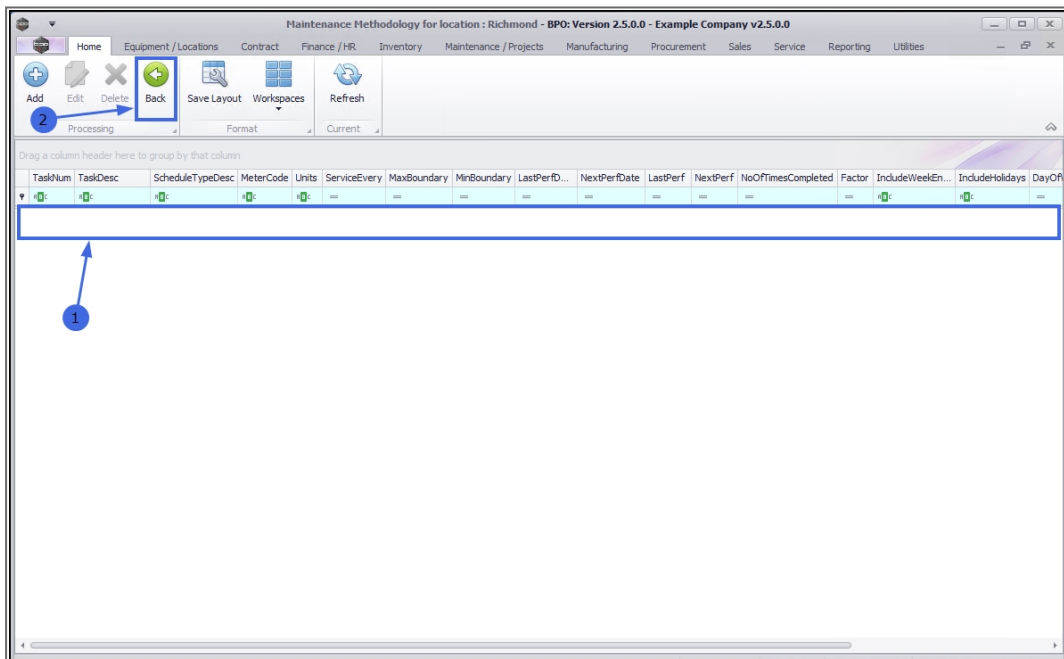 Maintenance Methodology for location : Richmond - BPO: Version 2.5.0.0 - Example Company v2.5.0.0
Home Equipment / Locations Contract Finance / HR Inventory Maintenance / Projects Manufacturing Procurement Sales Service Reporting Utilities
Add Edit Delete Back Save Layout Workspaces Refresh
2
Processing Format Current
Drag a column header here to group by that column
TaskNum TaskDesc ScheduleTypeDesc MeterCode Units ServiceEvery MaxBoundary MinBoundary LastPerfD... NextPerfDate LastPerf NextPerf NoOfTimesCompleted Factor IncludeWeekEn... IncludeHolidays
1